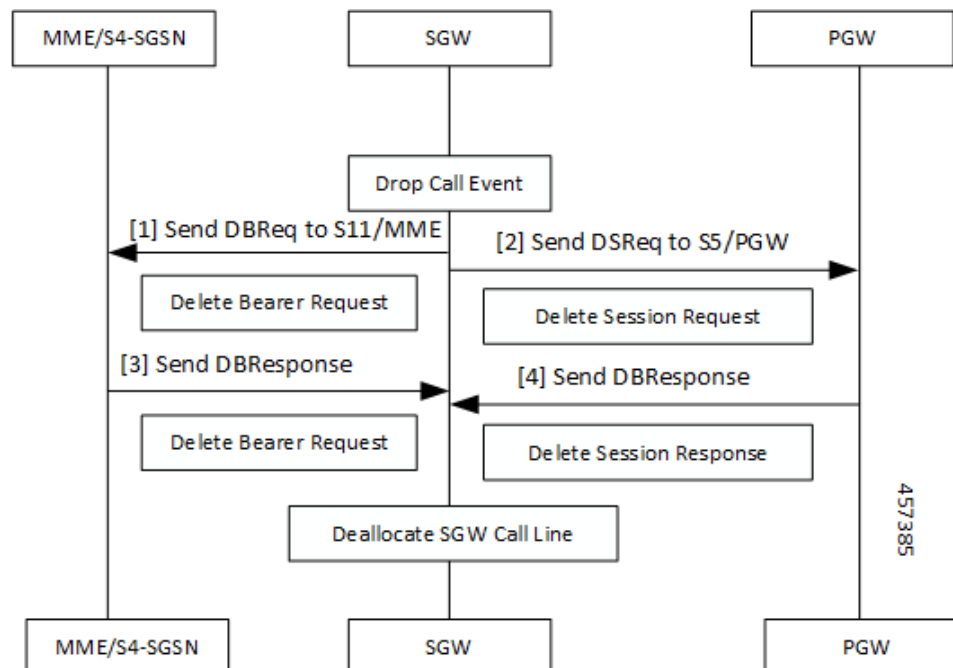 MME/S4-SGSN
SGW
PGW
Drop Call Event
[1] Send DBReq to S11/MME
[2] Send DSReq to S5/PGW
Delete Bearer Request
Delete Session Request
[3] Send DBResponse
[4] Send DBResponse
Delete Bearer Request
Delete Session Response
Deallocate SGW Call Line
457385
MME/S4-SGSN
SGW
PGW